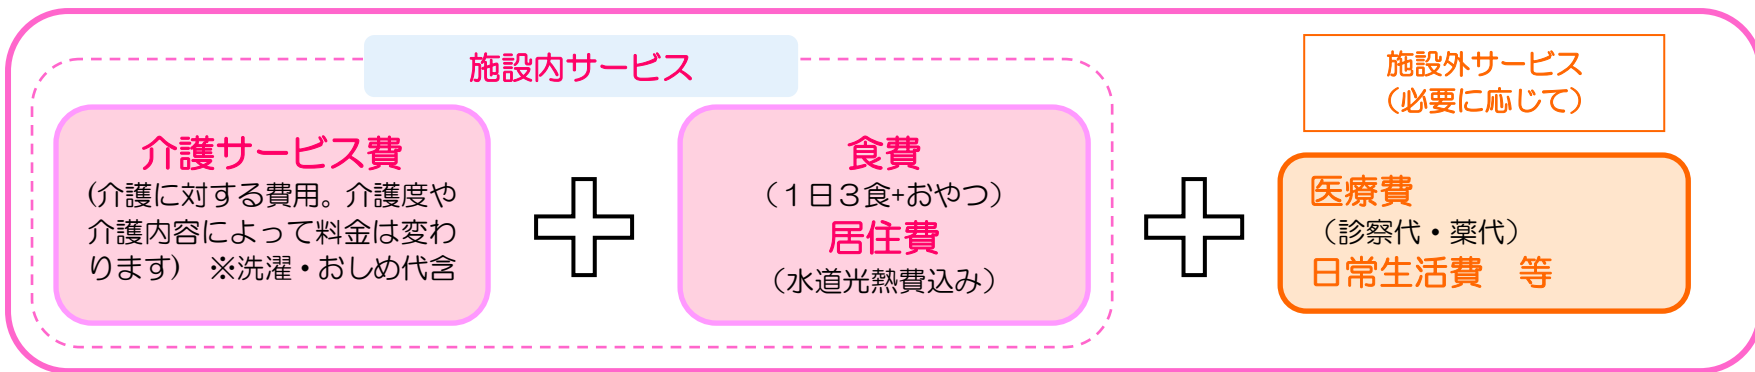 施設内サービス
介護サービス費
(介護に対する費用。介護度や
介護内容によって料金は変わ
ります)　※洗濯・おしめ代含
食費
（１日３食+おやつ）
居住費
（水道光熱費込み）
施設外サービス
（必要に応じて）
医療費
（診察代・薬代）
日常生活費　等